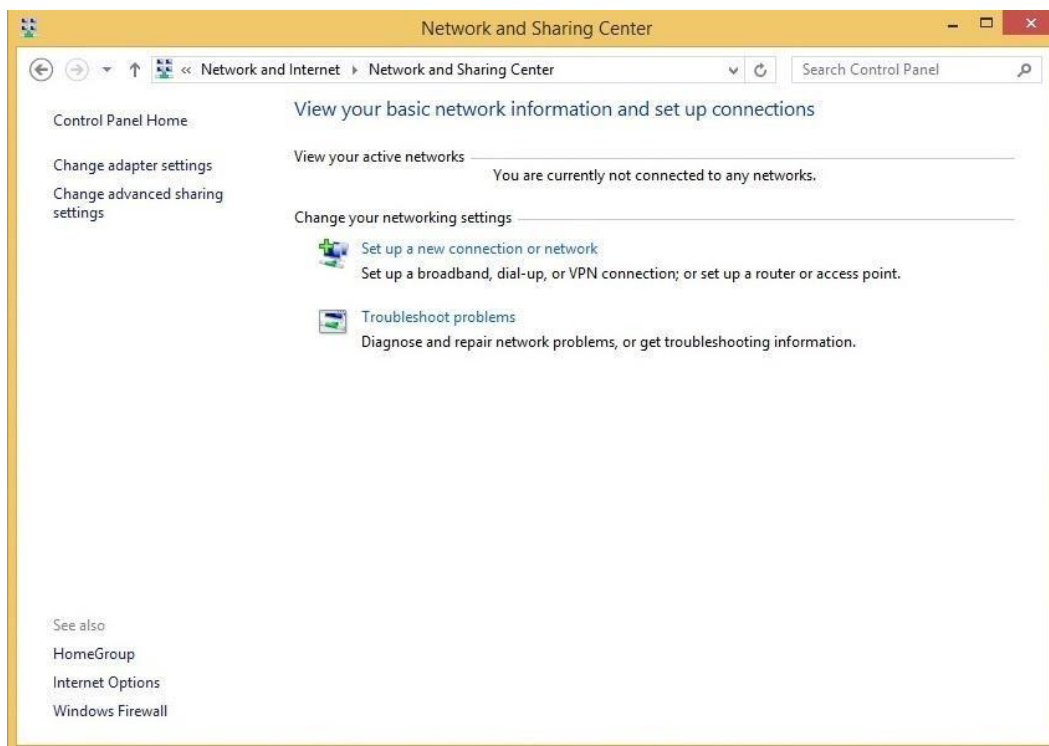 Network and Sharing Center
« Network and Internet Network and Sharing Center
Search Control Panel
Control Panel Home
Change adapter settings
Change advanced sharing
settings
View your basic network information and set up connections
View your active networks
You are currently not connected to any networks.
Change your networking settings
Set up a new connection or network
Set up a broadband, dial-up, or VPN connection; or set up a router or access point.
Troubleshoot problems
Diagnose and repair network problems, or get troubleshooting information.
See also
HomeGroup
Internet Options
Windows Firewall